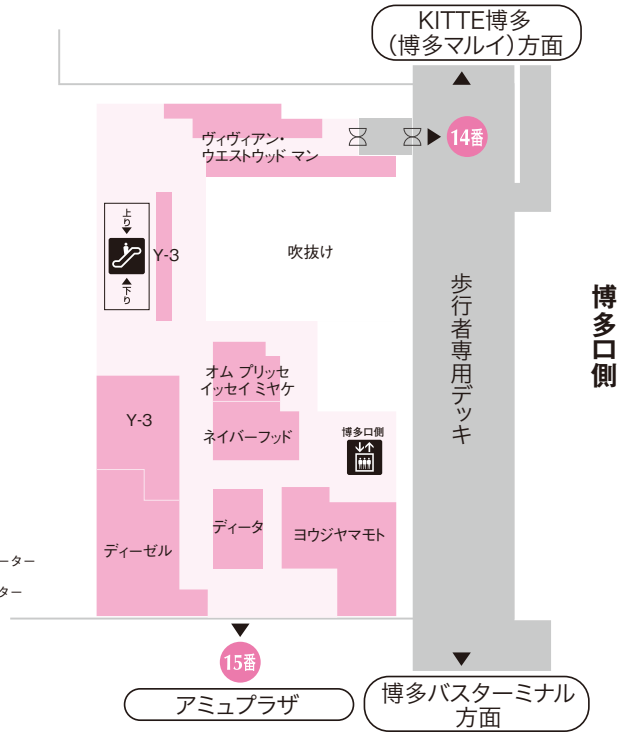 KITTE博多
（博多マルイ）方面
ヴィヴィアン・
ウエストウッド マン
14番
上り
Y-3
下り
吹抜け
博多口側
歩行者専用デッキ
オム プリッセ
イッセイ ミヤケ
Y-3
ネイバーフッド
博多口側
ディータ
ヨウジヤマモト
ディーゼル
ーター
ター
15番
アミュプラザ
博多バスターミナル
方面